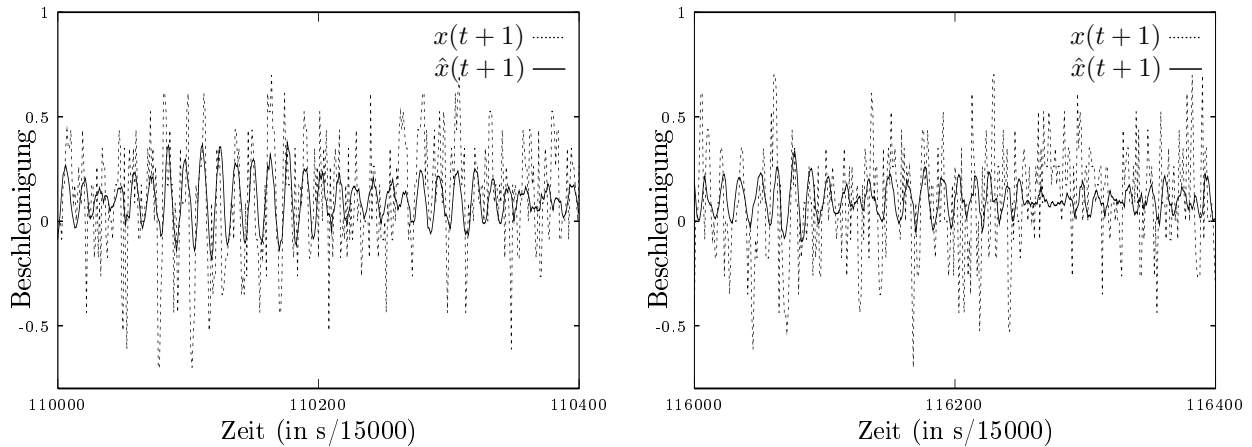 1
0.5
0
-0.5
110000
110200
110400
Beschleunigung
Zeit (in s/15000)
x(t + 1)
x̂(t + 1)
1
0.5
0
-0.5
116000
116200
116400
Beschleunigung
Zeit (in s/15000)
x(t + 1)
x̂(t + 1)